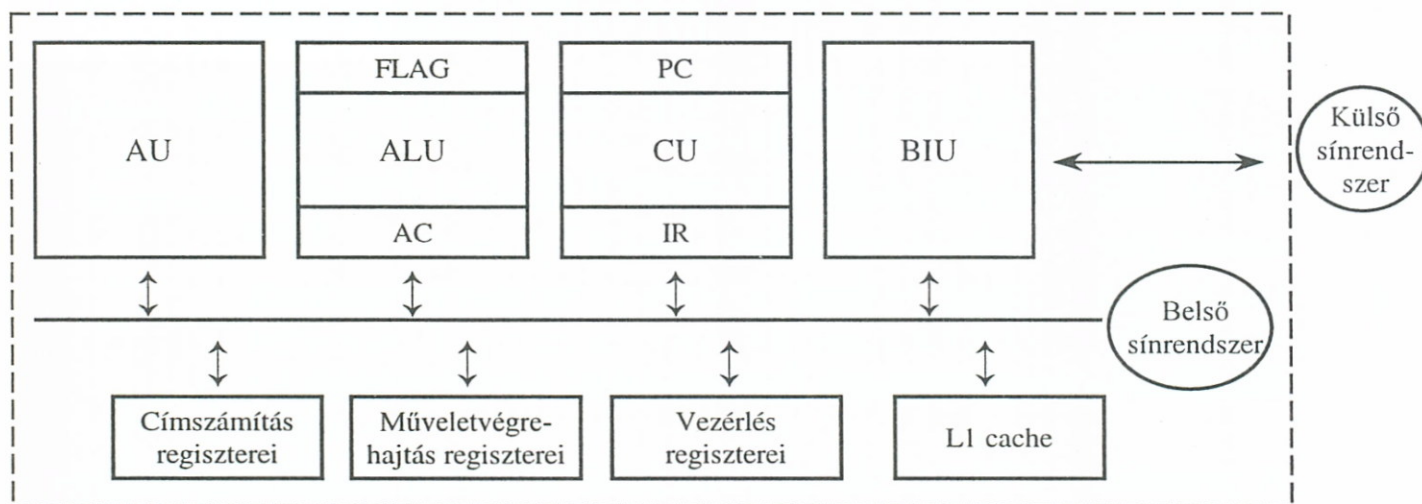 AU
FLAG
ALU
AC
PC
CU
IR
BIU
Külső
sínrend-
szer
Belső
sínrendszer
Címszámítás
regiszterei
Műveletvégre-
hajtás regiszterei
Vezérlés
regiszterei
L1 cache